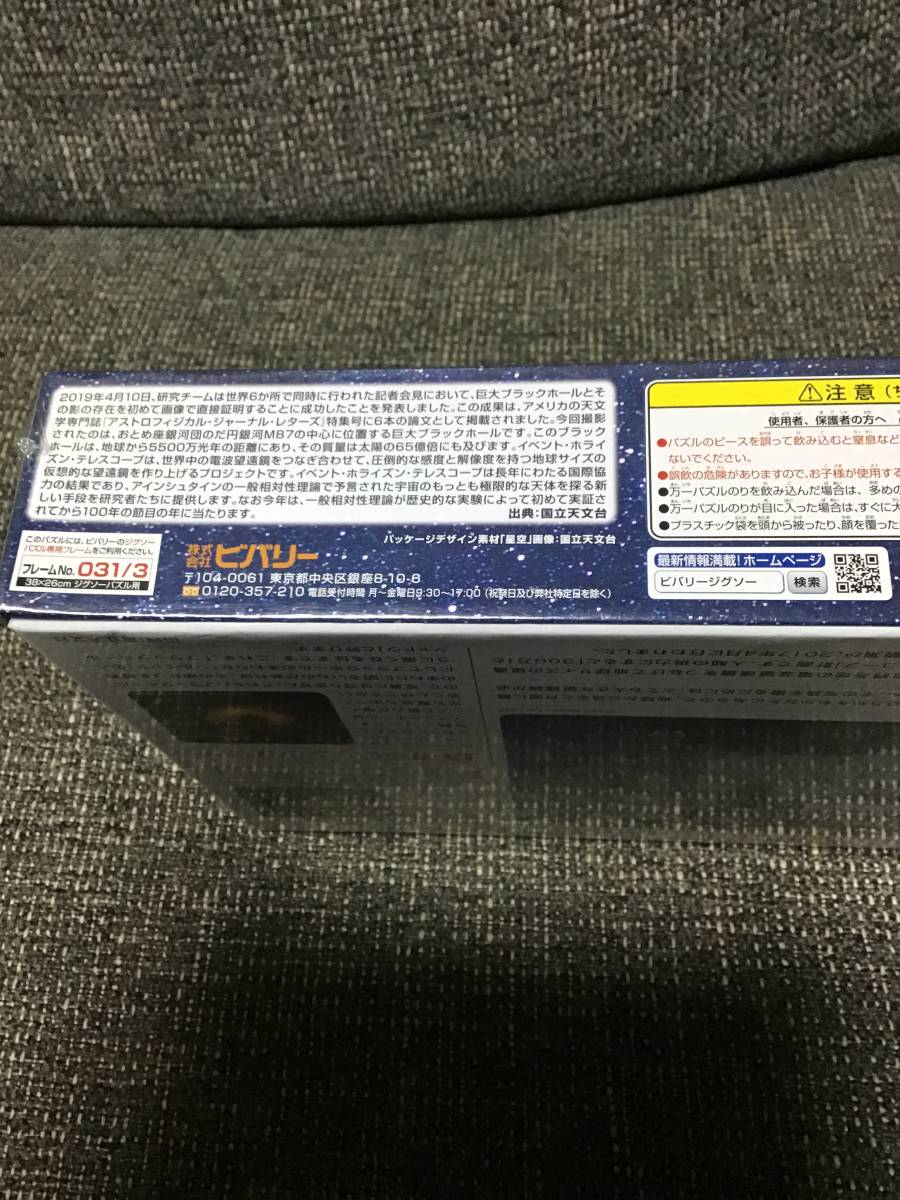 2019年4月10日、研究チームは世界6か所で同時に行われた記者会見において、巨大ブラックホールとそ
の影の存在を初めて画像で直接証明することに成功したことを発表しました。この成果は、アメリカの天文
学専門誌『アストロフィジカル・ジャーナル・レターズ』特集号に6本の論文として掲載されました。今回撮影
されたのは、おとめ座銀河団のだ円銀河M87の中心に位置する巨大ブラックホールです。このブラック
ホールは、地球から5500万光年の距離にあり、その質量は太陽の65億倍にも及びます。イベント・ホライ
ズン・テレスコープは、世界中の電波望遠鏡をつなぎ合わせて、圧倒的な感度と解像度を持つ地球サイズの
仮想的な望遠鏡を作り上げるプロジェクトです。イベント・ホライズン・テレスコープは長年にわたる国際協
力の結果であり、アインシュタインの一般相対性理論で予言された宇宙のもっとも極限的な天体を探る新
しい手段を研究者たちに提供します。なお今年は、一般相対性理論が歴史的な実験によって初めて実証さ
れてから100年の節目の年に当たります。
出典:国立天文台
パッケージデザイン素材「星空」画像:国立天文台
このパズルには、ビバリーのジグソー
パズル専用フレームをご利用ください。
フレームNo. 031/3
38×26cm ジグソーパズル用
株式会社 ビバリー
〒104-0061 東京都中央区銀座8-10-8
0120-357-210 電話受付時間 月~金曜日9:30~17:00(祝祭日及び弊社特定日を除く)
注意
使用者、保護者の方へ
●パズルのピースを誤って飲み込むと窒息など
ないでください。
●誤飲の危険がありますので、お子様が使用する
●万一パズルのりを飲み込んだ場合は、多めの
●万一パズルのりが目に入った場合は、すぐに大
●プラスチック袋を頭から被ったり、顔を覆った
最新情報満載!ホームページ
ビバリージグソー 検索